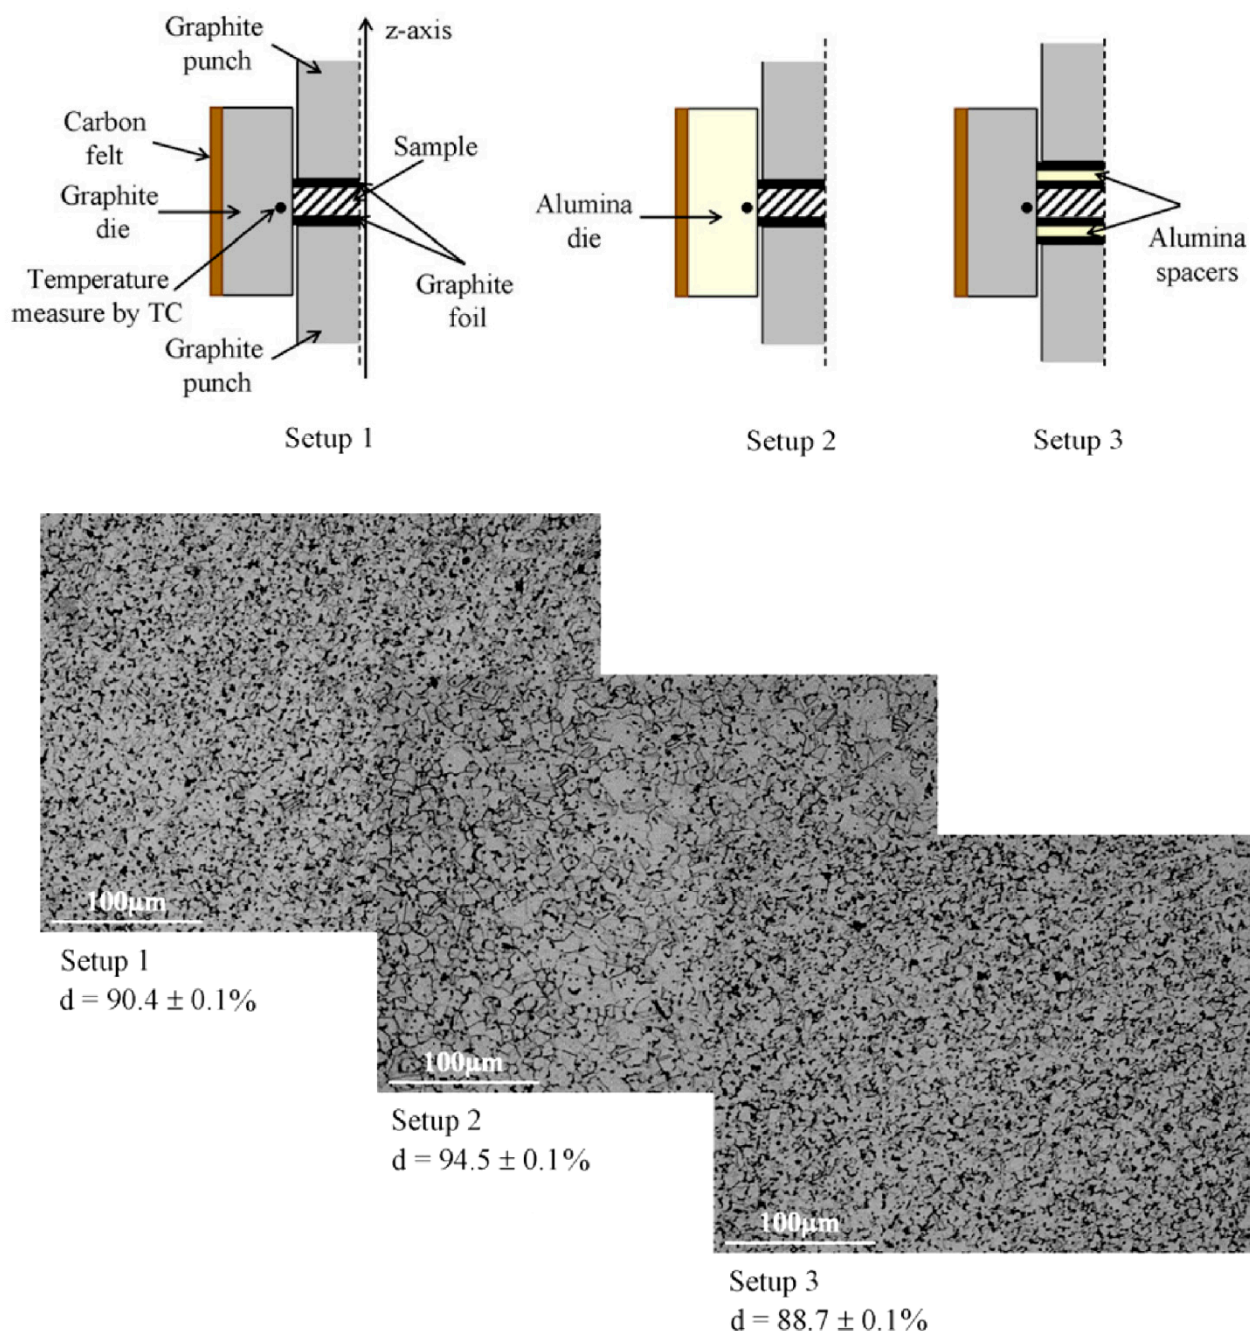 Graphite
punch
z-axis
Carbon
felt
Sample
Graphite
die
Temperature
measure by TC
Graphite
foil
Graphite
punch
Setup 1
Alumina
die
Setup 2
Alumina
spacers
Setup 3
100μm
Setup 1
d = 90.4 ± 0.1%
100μm
Setup 2
d = 94.5 ± 0.1%
100μm
Setup 3
d = 88.7 ± 0.1%